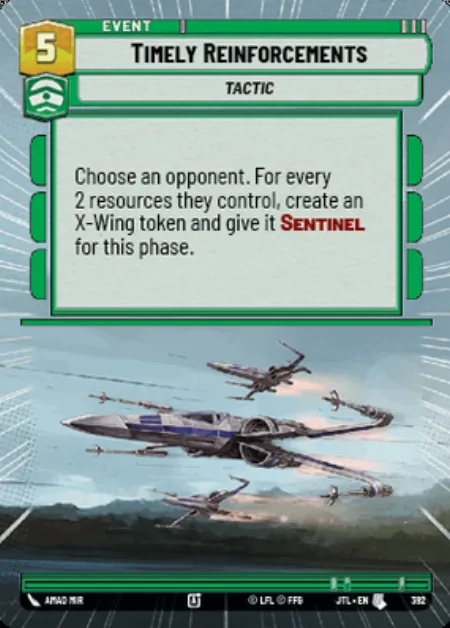 EVENT
5
TIMELY REINFORCEMENTS
TACTIC
Choose an opponent. For every
2 resources they control, create an
X-Wing token and give it SENTINEL
for this phase.
AMAD MIR
© LFL © FFG
JTL • EN
392